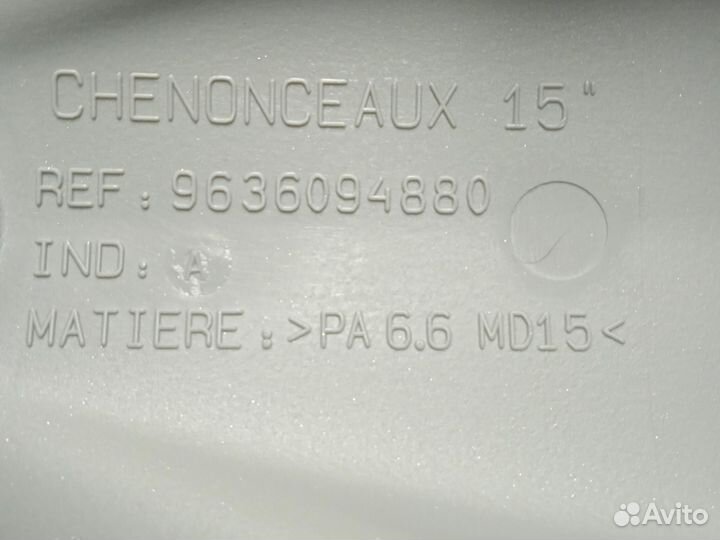 CHENONCEAUX 15"
REF: 9636094880
IND: A
MATIERE: >PA 6.6 MD15<
Avito